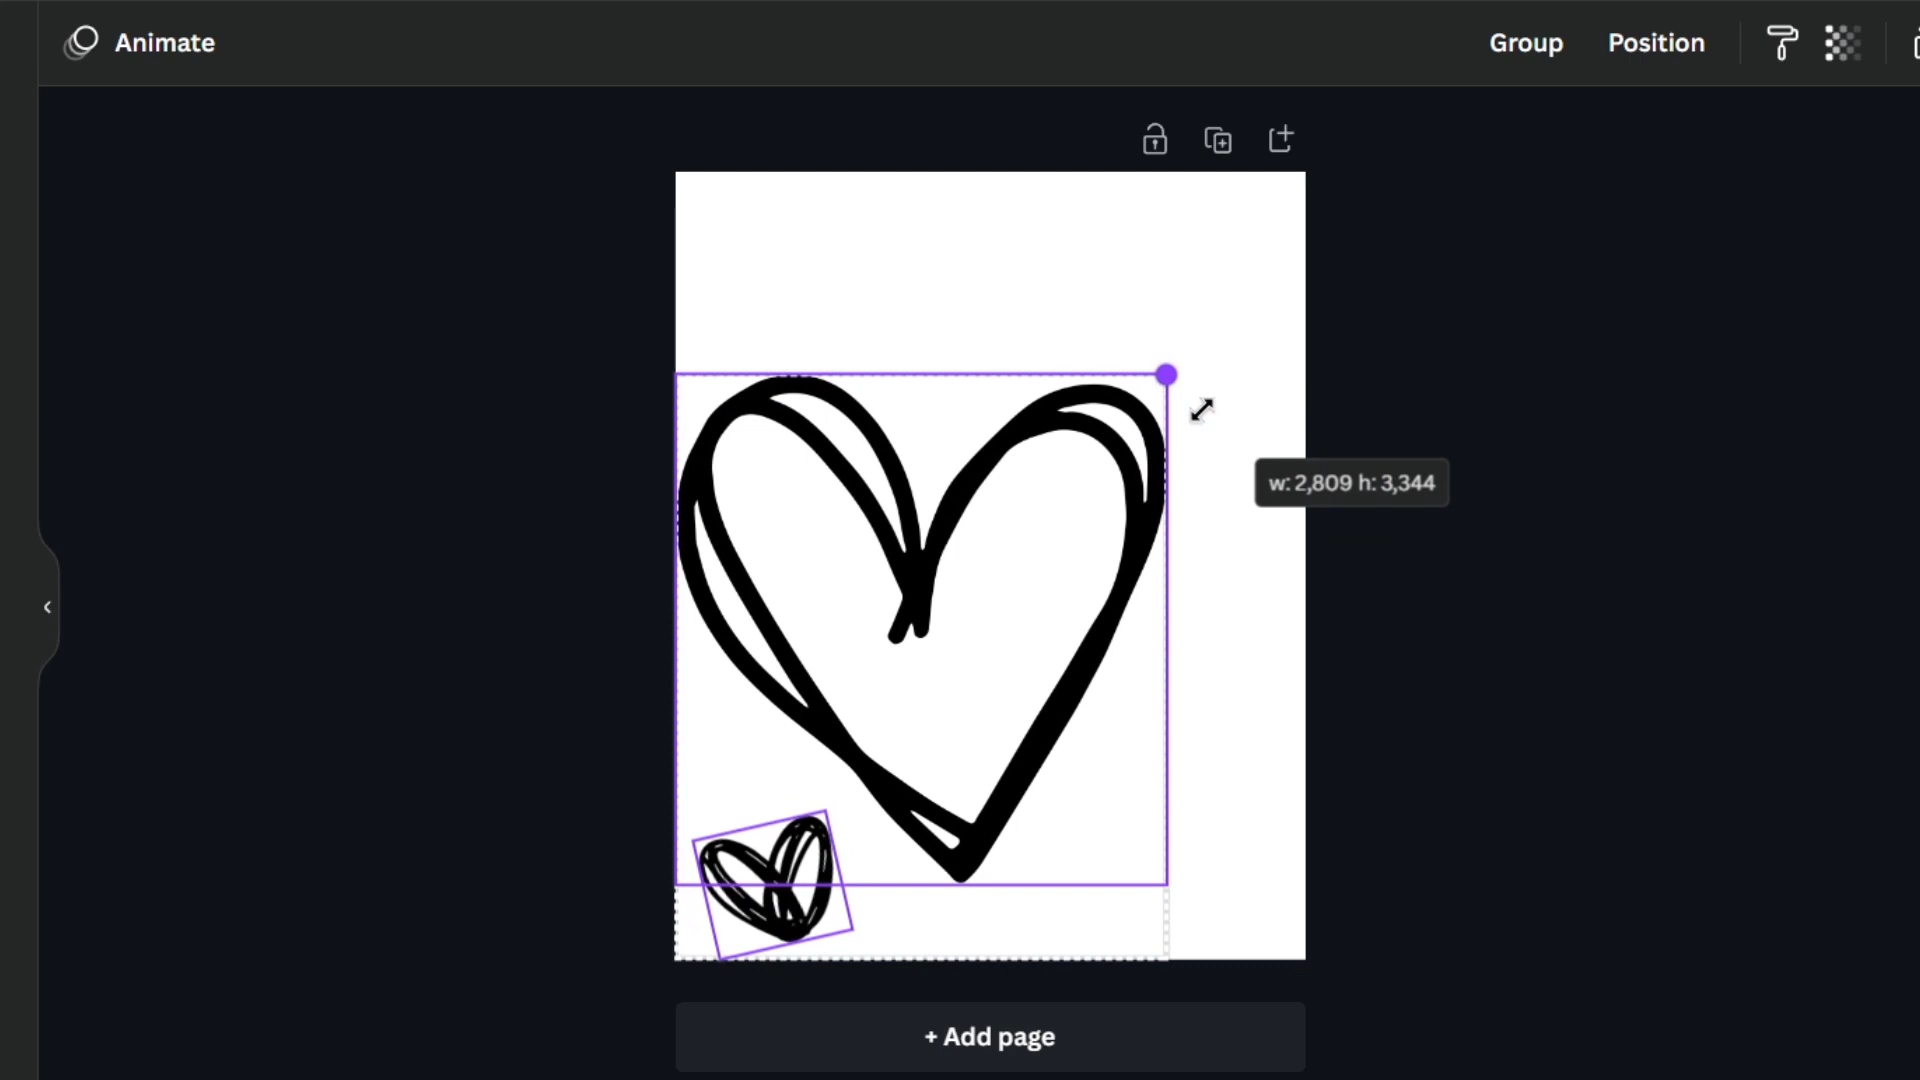 Animate
Group
Position
w: 2,809 h: 3,344
+ Add page